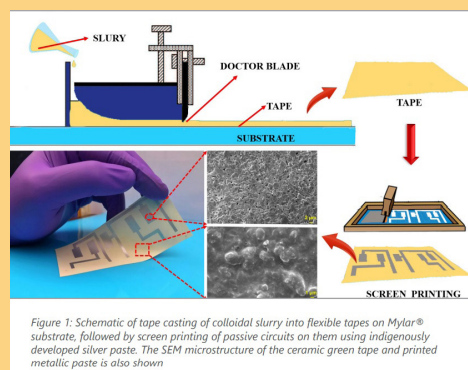 SLURY
DOCTOR BLADE
TAPE
SUBSTRATE
TAPE
SCREEN PRINTING
Figure 1: Schematic of tape casting of colloidal slurry into flexible tapes on Mylar®
substrate, followed by screen printing of passive circuits on them using indigenously
developed silver paste. The SEM microstructure of the ceramic green tape and printed
metallic paste is also shown